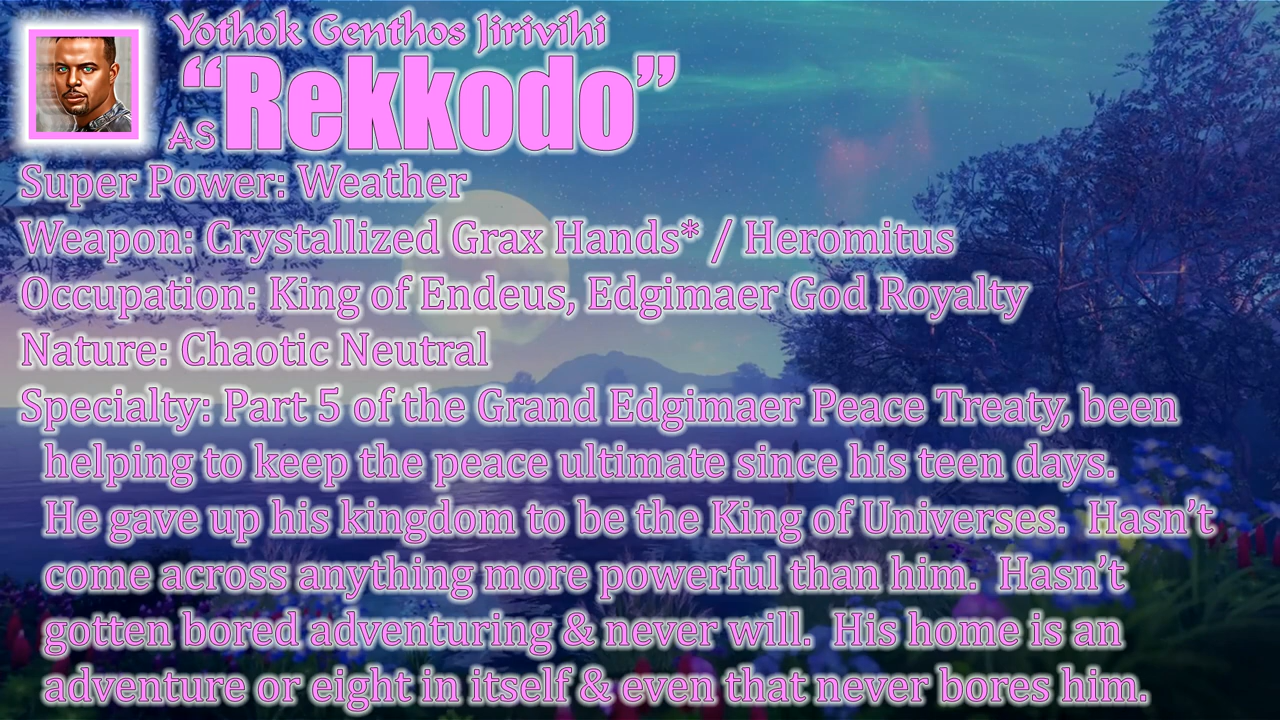 Yothok Genthos Jirivihi
AS “Rekkodo”
Super Power: Weather
Weapon: Crystallized Grax Hands* / Heromitus
Occupation: King of Endeus, Edgimaer God Royalty
Nature: Chaotic Neutral
Specialty: Part 5 of the Grand Edgimaer Peace Treaty, been
helping to keep the peace ultimate since his teen days.
He gave up his kingdom to be the King of Universes.  Hasn’t
come across anything more powerful than him.  Hasn’t
gotten bored adventuring & never will.  His home is an
adventure or eight in itself & even that never bores him.